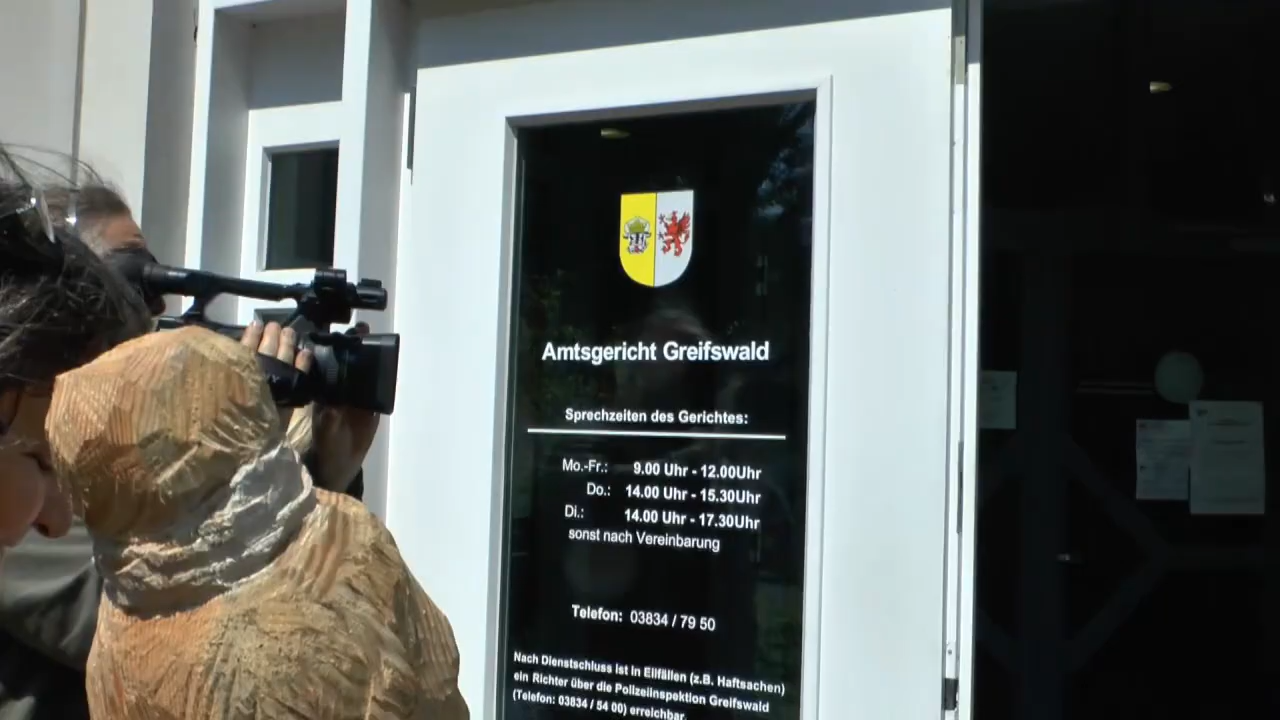 Amtsgericht Greifswald
Sprechzeiten des Gerichtes:
Mo.-Fr.: 9.00 Uhr - 12.00Uhr
Do.: 14.00 Uhr - 15.30Uhr
Di.: 14.00 Uhr - 17.30Uhr
sonst nach Vereinbarung
Telefon: 03834 / 79 50
Nach Dienstschluss ist in Eilfällen (z.B. Haftsachen)
ein Richter über die Polizeiinspektion Greifswald
(Telefon: 03834 / 54 00) erreichbar.